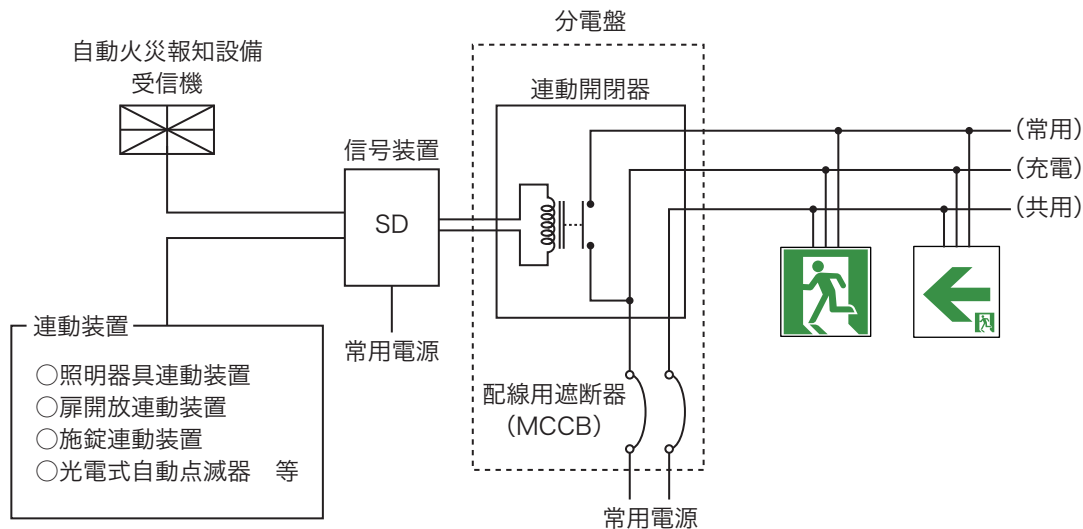 分電盤
自動火災報知設備
受信機
連動開閉器
信号装置
SD
(常用)
(充電)
(共用)
連動装置
○照明器具連動装置
○扉開放連動装置
○施錠連動装置
○光電式自動点滅器 等
常用電源
配線用遮断器
(MCCB)
常用電源